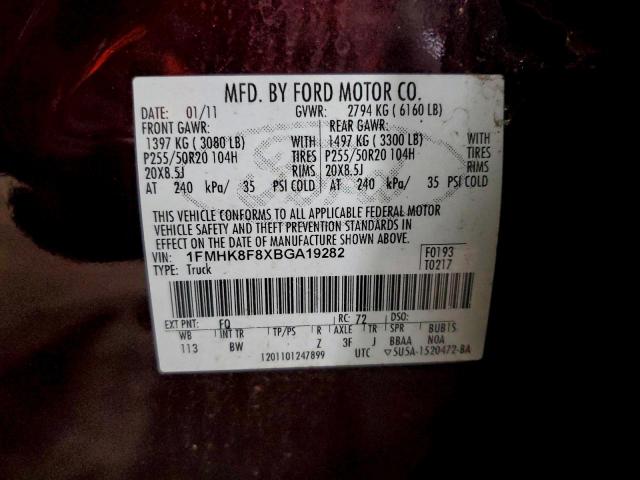 MFD. BY FORD MOTOR CO.
DATE: 01/11 GVWR: 2794 KG ( 6160 LB)
FRONT GAWR: REAR GAWR:
1397 KG ( 3080 LB) WITH 1497 KG ( 3300 LB) WITH
P255/50R20 104H TIRES P255/50R20 104H TIRES
20X8.5J RIMS 20X8.5J RIMS
AT 240 kPa/ 35 PSI COLD AT 240 kPa/ 35 PSI COLD
THIS VEHICLE CONFORMS TO ALL APPLICABLE FEDERAL MOTOR
VEHICLE SAFETY AND THEFT PREVENTION STANDARDS IN
EFFECT ON THE DATE OF MANUFACTURE SHOWN ABOVE.
VIN: 1FMHK8F8XBGA19282 F0193
TYPE: Truck T0217
EXT PNT: FQ RC: 72 DSO:
WB INT TR TP/PS R AXLE TR SPR BUB1S
113 BW Z 3F J BBAA N0A
1201101247899 UTC ▽5U5A-1520472-BA
Ford